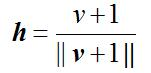 h = v+1 / || v+1 ||